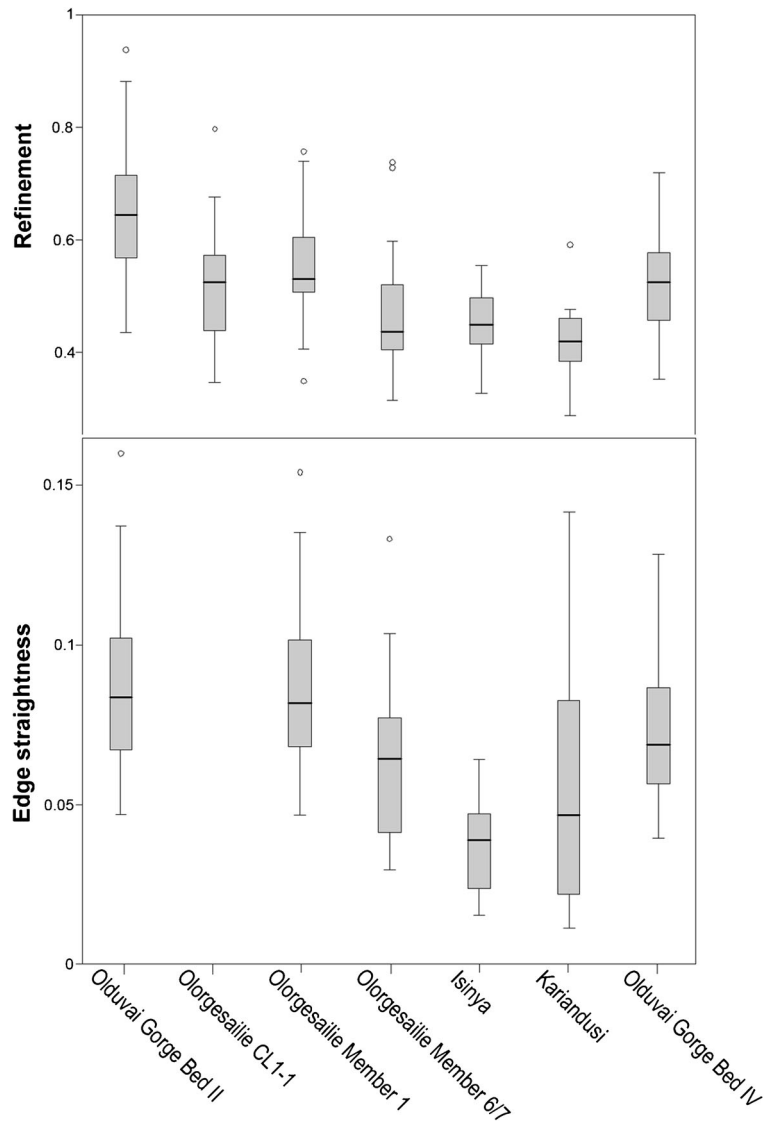 1
0.8
0.6
0.4
Refinement
0.15
0.1
0.05
0
Edge straightness
Olduvai Gorge Bed II
Olorgesailie CL1-1
Olorgesailie Member 1
Olorgesailie Member 6/7
Isinya
Kariandusi
Olduvai Gorge Bed IV